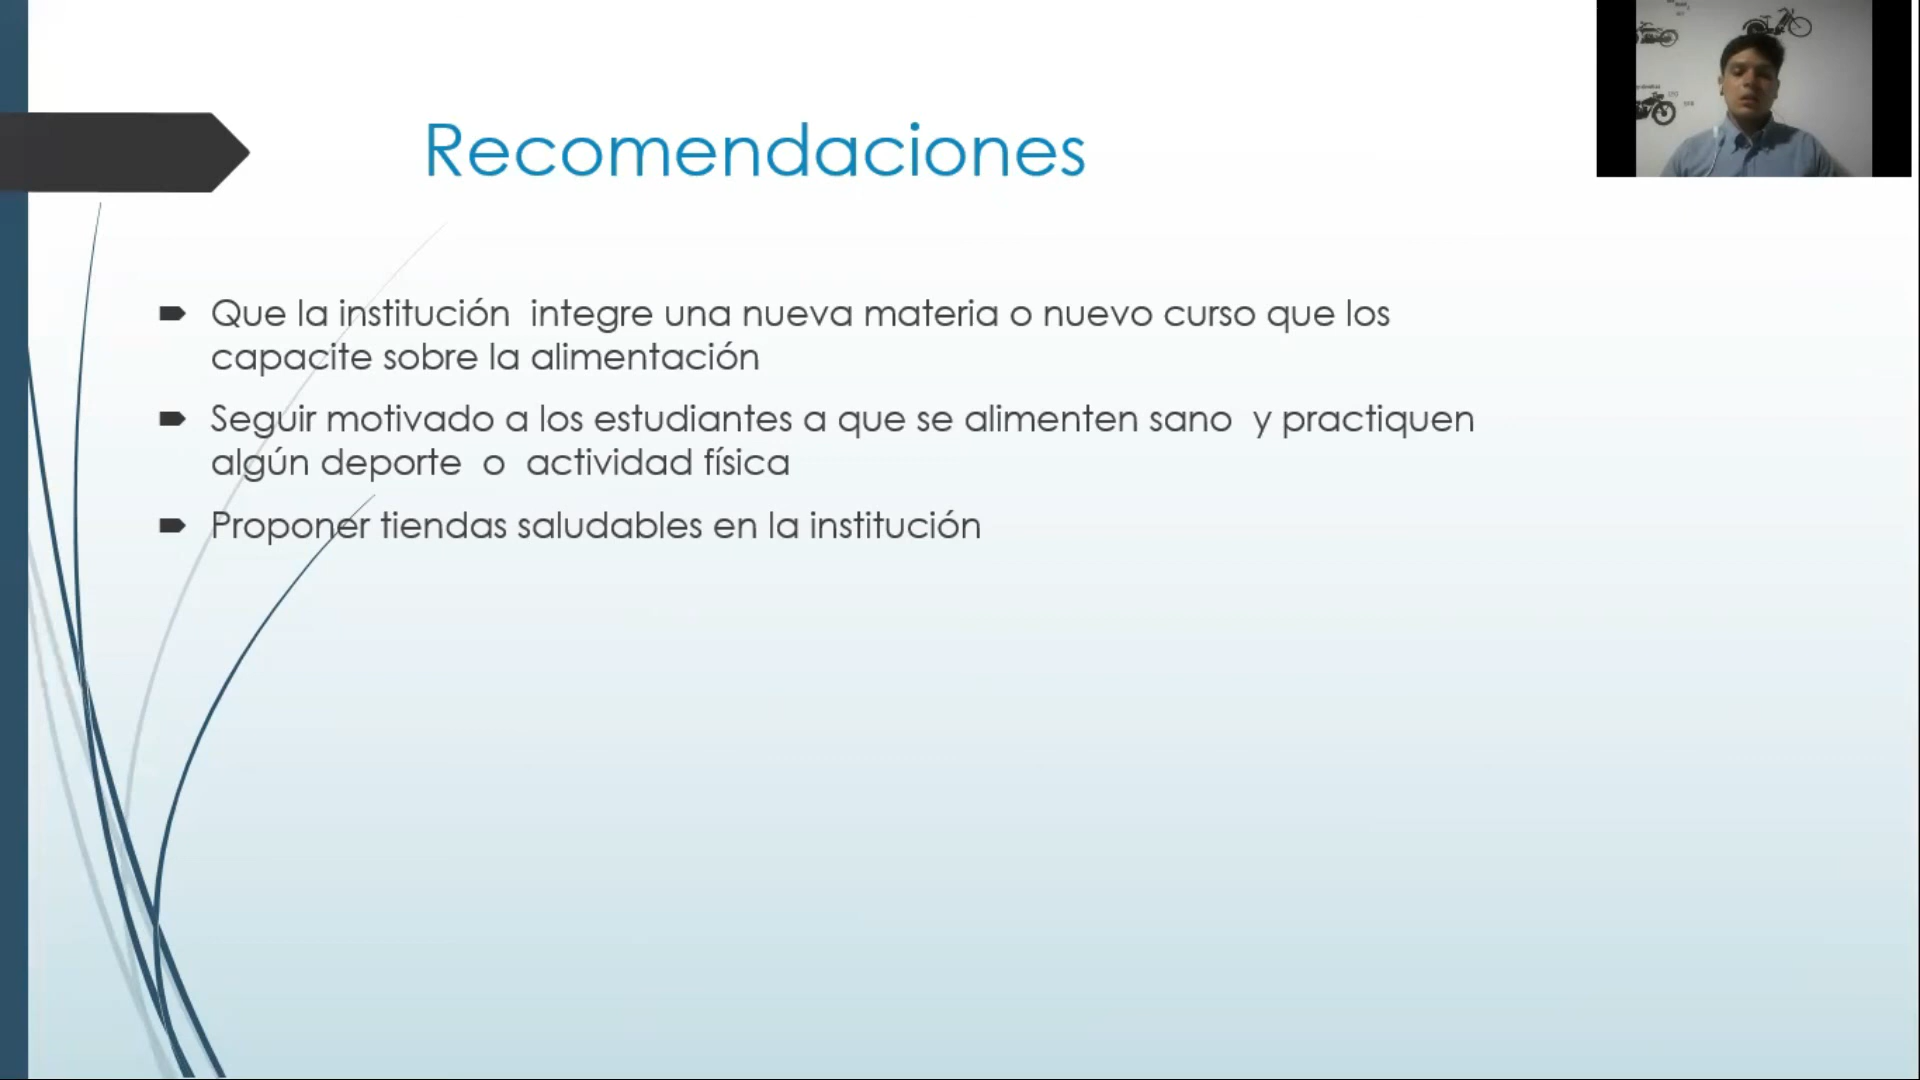 Recomendaciones
Que la institución  integre una nueva materia o nuevo curso que los
capacite sobre la alimentación
Seguir motivado a los estudiantes a que se alimenten sano  y practiquen
algún deporte  o  actividad física
Proponer tiendas saludables en la institución